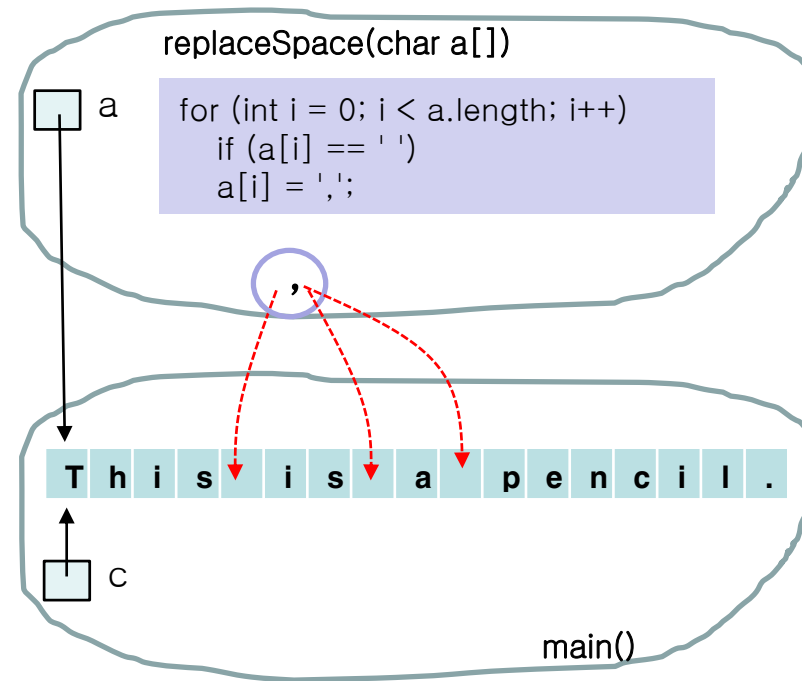 replaceSpace(char a[])
a
for (int i = 0; i < a.length; i++)
if (a[i] == ' ')
a[i] = ',';
,
T h i s i s a p e n c i l .
c
main()